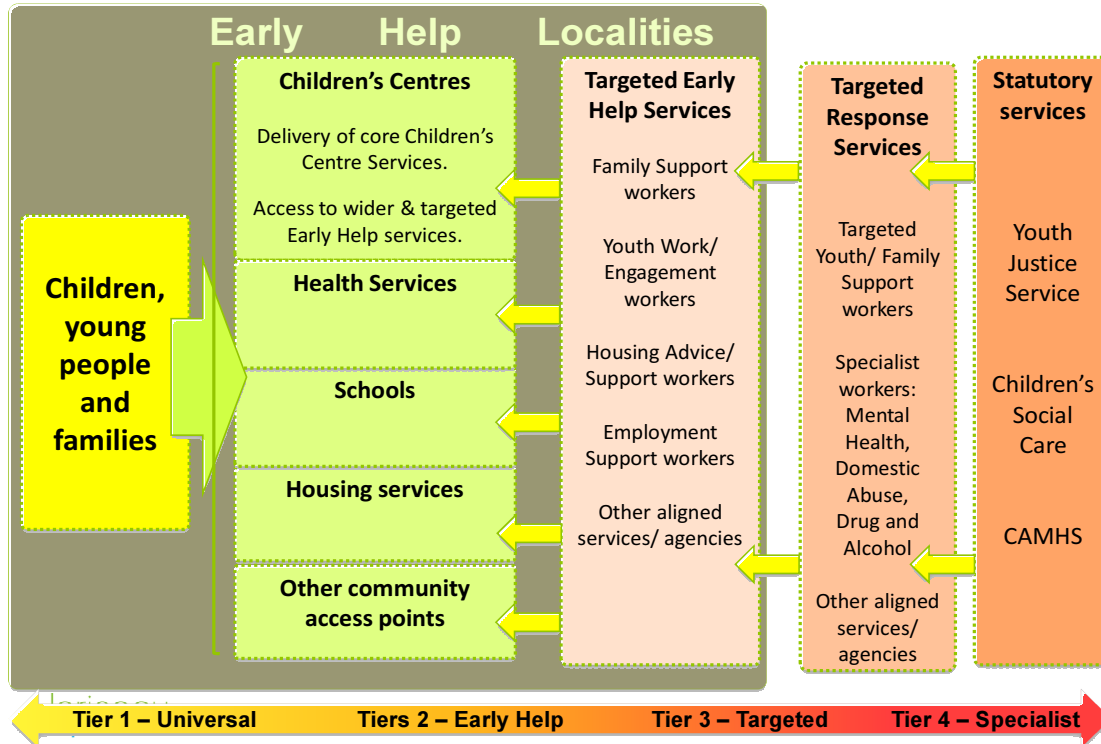 Early Help Localities
Children,
young
people
and
families
Children’s Centres
Delivery of core Children’s
Centre Services.
Access to wider & targeted
Early Help services.
Health Services
Schools
Housing services
Other community
access points
Targeted Early
Help Services
Family Support
workers
Youth Work/
Engagement
workers
Housing Advice/
Support workers
Employment
Support workers
Other aligned
services/ agencies
Targeted
Response
Services
Targeted
Youth/ Family
Support
workers
Specialist
workers:
Mental
Health,
Domestic
Abuse,
Drug and
Alcohol
Other aligned
services/
agencies
Statutory
services
Youth
Justice
Service
Children’s
Social
Care
CAMHS
Tier 1 – Universal
Tiers 2 – Early Help
Tier 3 – Targeted
Tier 4 – Specialist